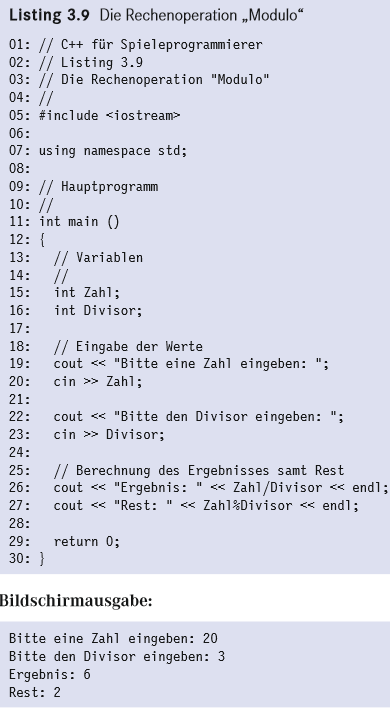 Listing 3.9 Die Rechenoperation „Modulo“
01: // C++ für Spieleprogrammierer
02: // Listing 3.9
03: // Die Rechenoperation "Modulo"
04: //
05: #include <iostream>
06:
07: using namespace std;
08:
09: // Hauptprogramm
10: //
11: int main ()
12: {
13:   // Variablen
14:   //
15:   int Zahl;
16:   int Divisor;
17:
18:   // Eingabe der Werte
19:   cout << "Bitte eine Zahl eingeben: ";
20:   cin >> Zahl;
21:
22:   cout << "Bitte den Divisor eingeben: ";
23:   cin >> Divisor;
24:
25:   // Berechnung des Ergebnisses samt Rest
26:   cout << "Ergebnis: " << Zahl/Divisor << endl;
27:   cout << "Rest: " << Zahl%Divisor << endl;
28:
29:   return 0;
30: }
Bildschirmausgabe:
Bitte eine Zahl eingeben: 20
Bitte den Divisor eingeben: 3
Ergebnis: 6
Rest: 2